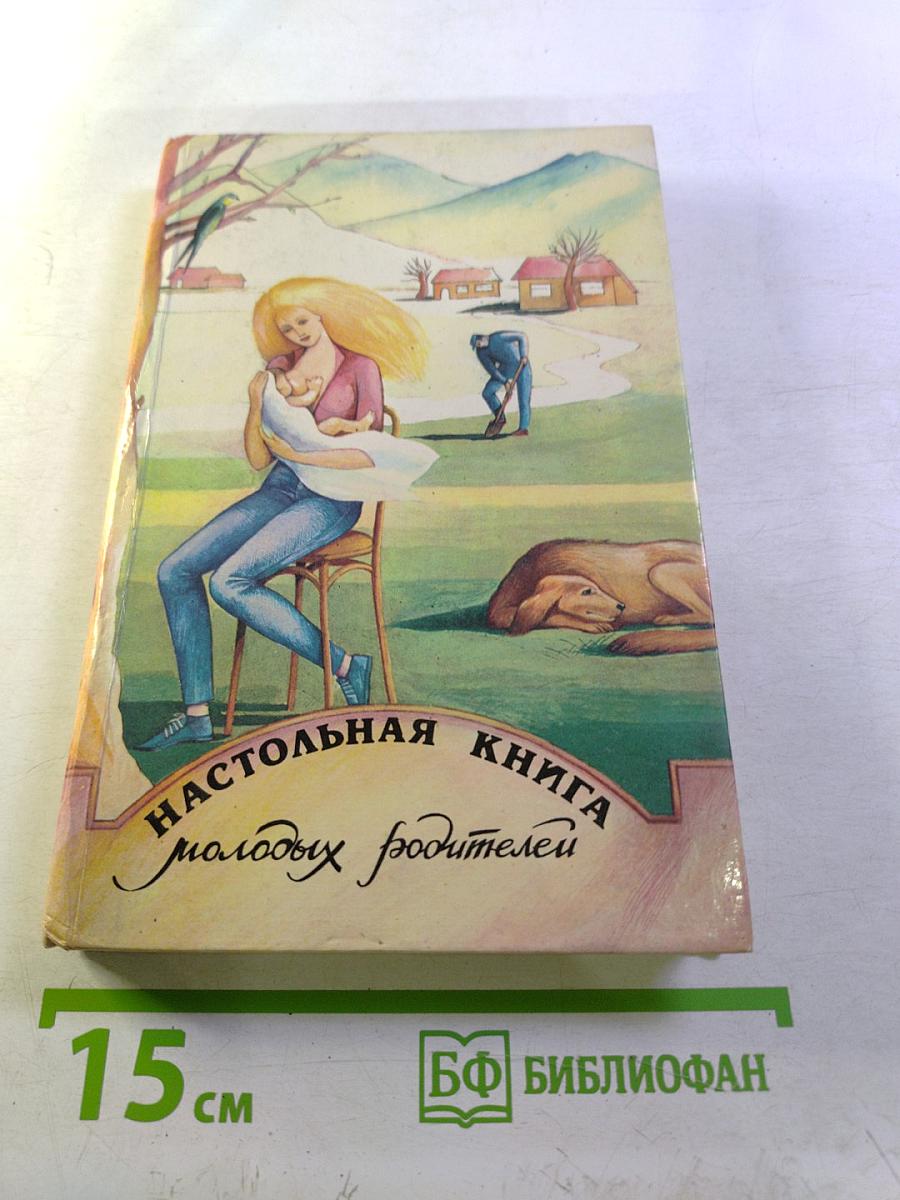 НАСТОЛЬНАЯ КНИГА
молодых родителей
15 см
БФ БИБЛИОФАН